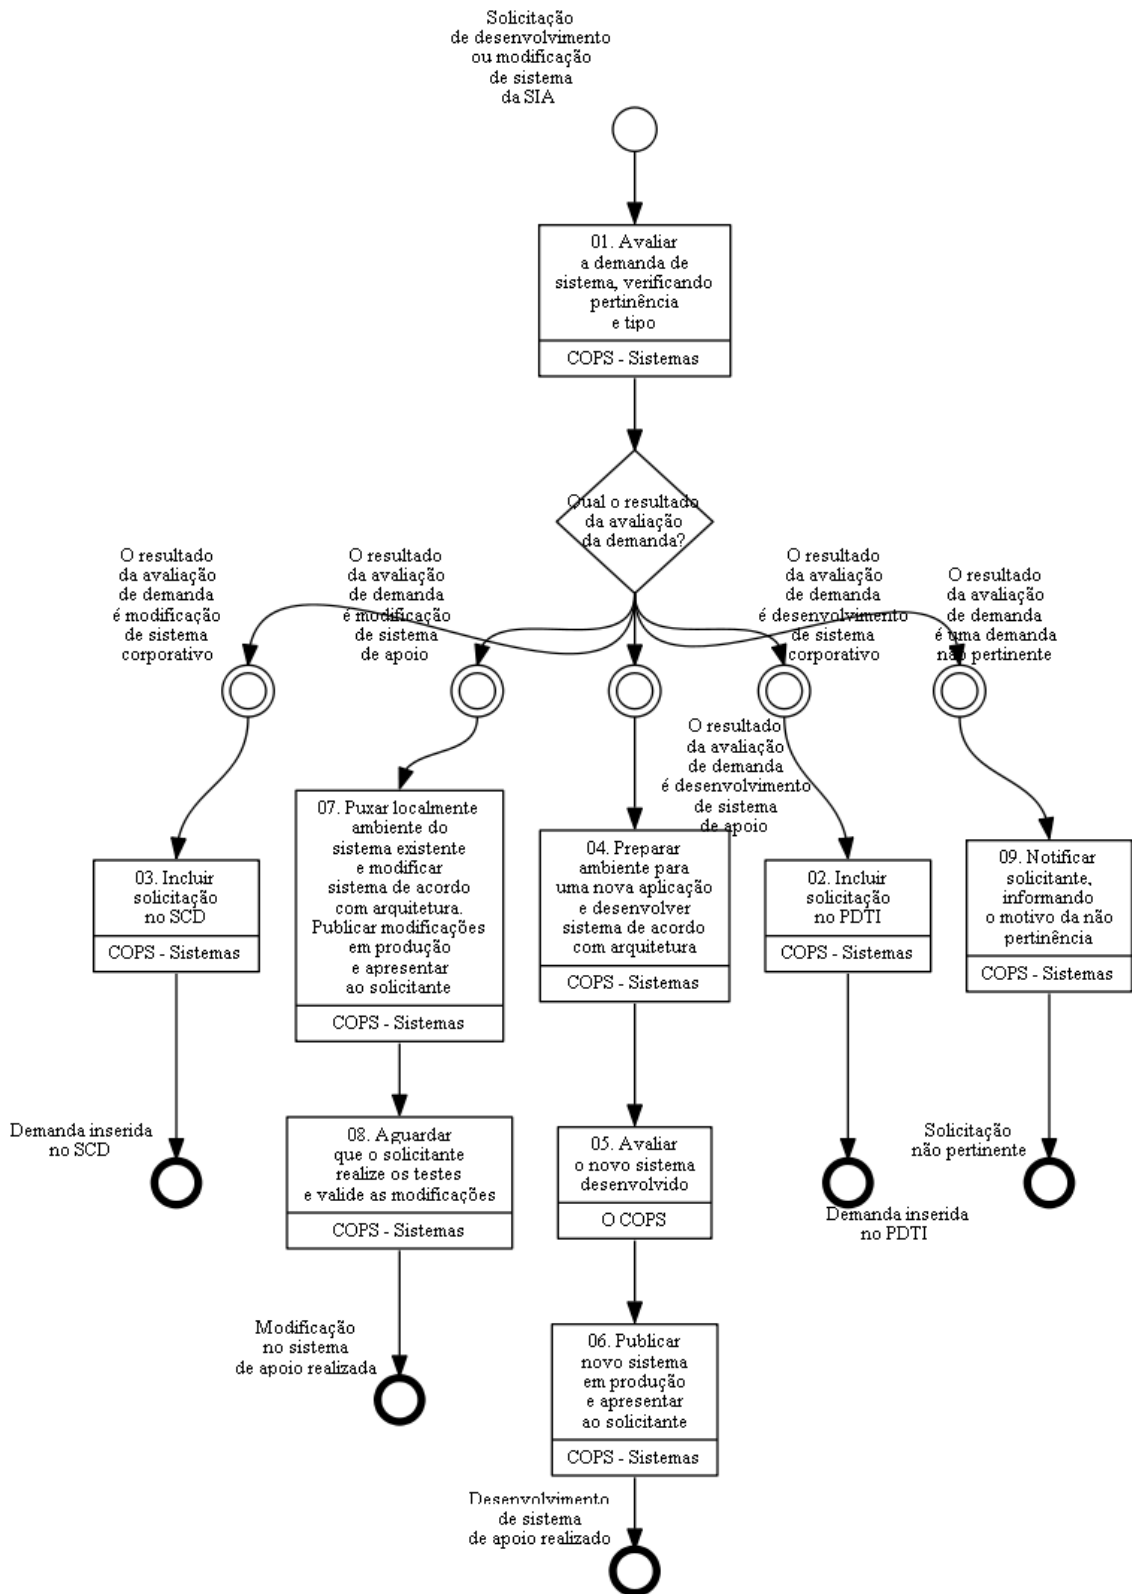 Solicitação
de desenvolvimento
ou modificação
de sistema
da SIA
01. Avaliar
a demanda de
sistema, verificando
pertinência
e tipo
COPS - Sistemas
Qual o resultado
da avaliação
da demanda?
O resultado
da avaliação
de demanda
é modificação
de sistema
corporativo
O resultado
da avaliação
de demanda
é modificação
de sistema
de apoio
O resultado
da avaliação
de demanda
é desenvolvimento
de sistema
corporativo
O resultado
da avaliação
de demanda
é uma demanda
não pertinente
O resultado
da avaliação
de demanda
é desenvolvimento
de sistema
de apoio
03. Incluir
solicitação
no SCD
COPS - Sistemas
07. Puxar localmente
ambiente do
sistema existente
e modificar
sistema de acordo
com arquitetura.
Publicar modificações
em produção
e apresentar
ao solicitante
COPS - Sistemas
04. Preparar
ambiente para
uma nova aplicação
e desenvolver
sistema de acordo
com arquitetura
COPS - Sistemas
02. Incluir
solicitação
no PDTI
COPS - Sistemas
09. Notificar
solicitante,
informando
o motivo da não
pertinência
COPS - Sistemas
Demanda inserida
no SCD
08. Aguardar
que o solicitante
realize os testes
e valide as modificações
COPS - Sistemas
05. Avaliar
o novo sistema
desenvolvido
O COPS
Demanda inserida
no PDTI
Solicitação
não pertinente
Modificação
no sistema
de apoio realizada
06. Publicar
novo sistema
em produção
e apresentar
ao solicitante
COPS - Sistemas
Desenvolvimento
de sistema
de apoio realizado